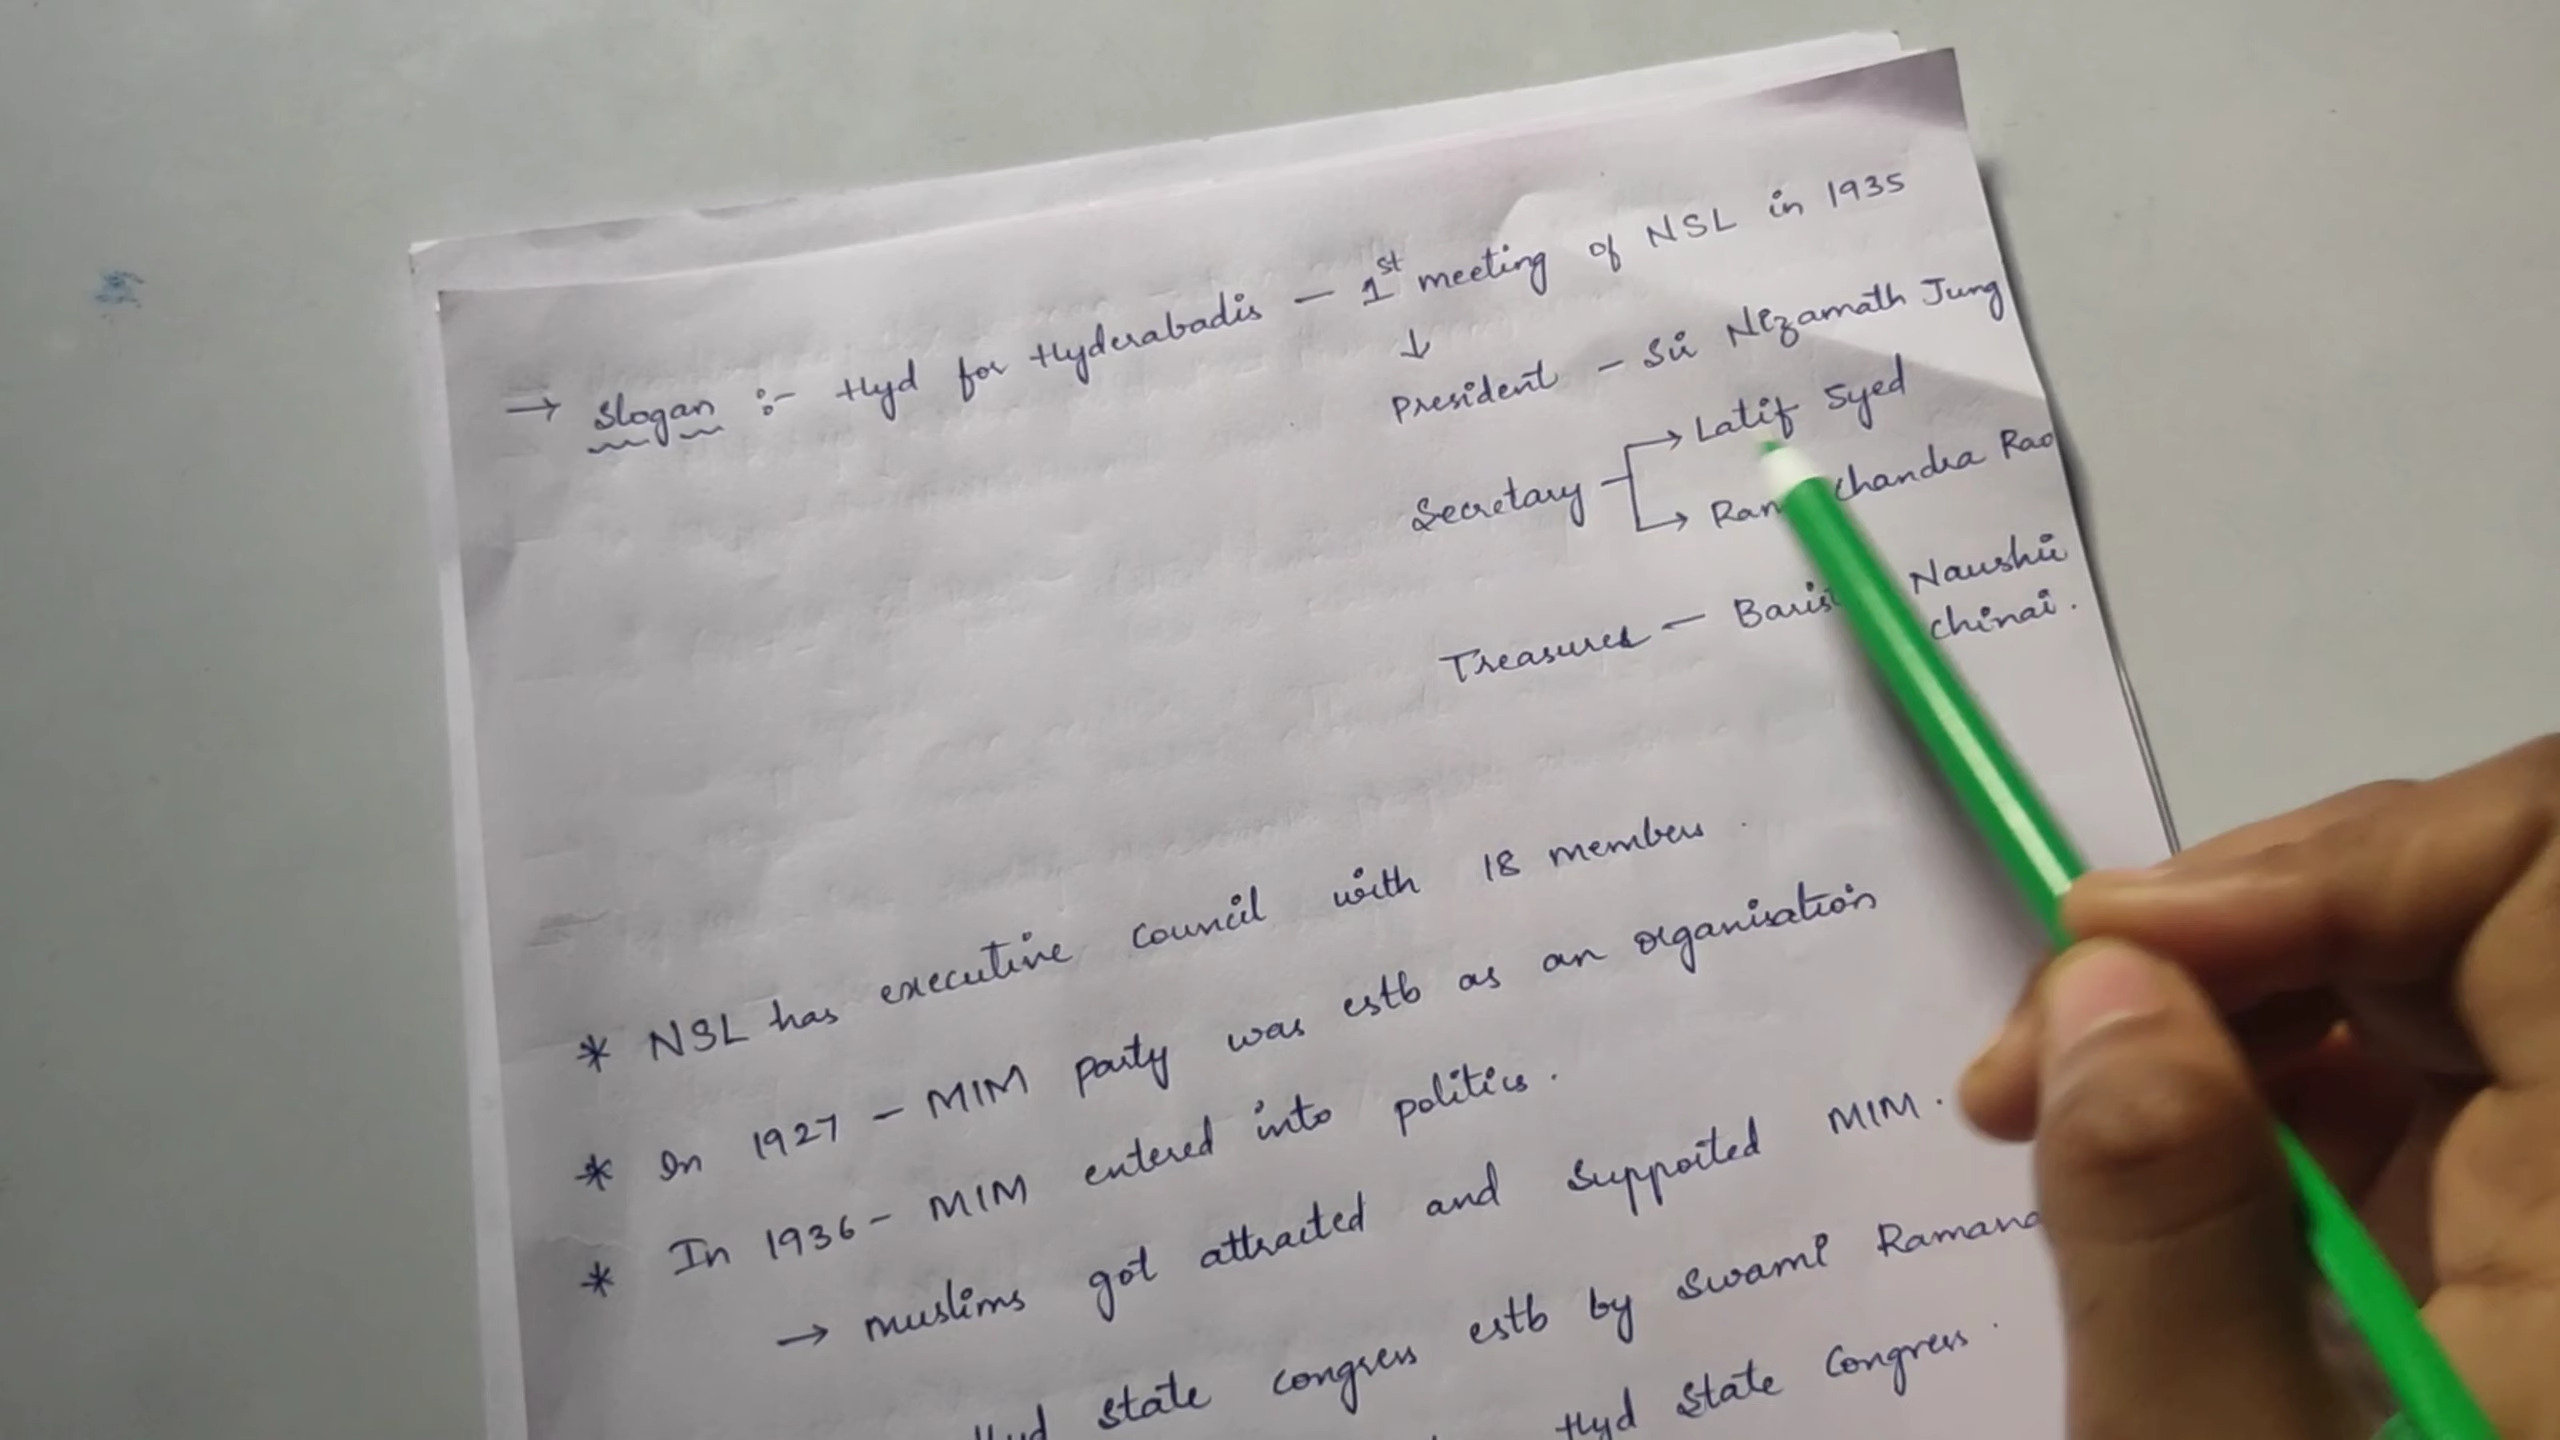 → Slogan :- Hyd for Hyderabadis – 1st meeting of NSL in 1935
↓
President – Sir Nizamath Jung
Secretary → Latif Syed
→ Ram chandra Rao
Treasurer – Naushir
chinai.
* NSL has executive council with 18 members.
* In 1927 – MIM party was estb as an organisation
* In 1936 – MIM entered into politics.
→ Muslims got attracted and supported MIM.
Hyd state congress estb by Swami
Hyd State Congress.